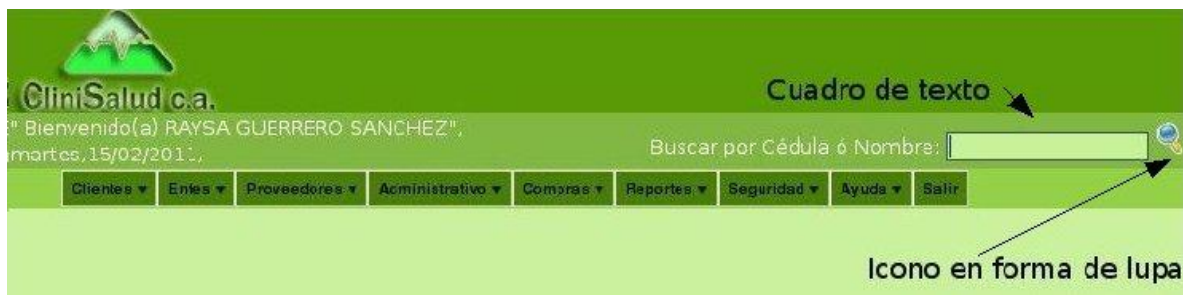 CliniSalud c.a.
Cuadro de texto
" Bienvenido(a) RAYSA GUERRERO SANCHEZ",
martes,15/02/2011,
Buscar por Cédula ó Nombre:
Clientes Entes Proveedores Administrativo Compras Reportes Seguridad Ayuda Salir
Icono en forma de lupa